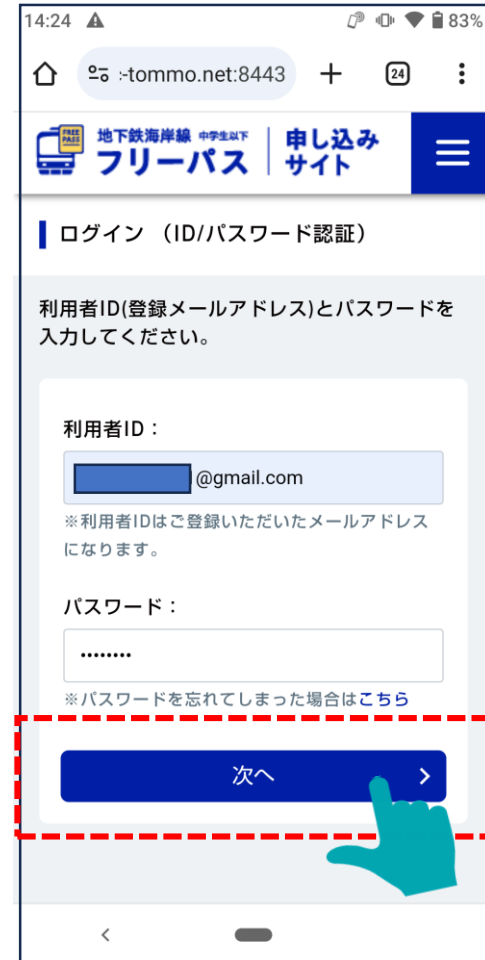 14:24
83%
:-tommo.net:8443
24
FREE PASS
地下鉄海岸線 中学生以下
フリーパス
申し込み
サイト
ログイン （ID/パスワード認証）
利用者ID(登録メールアドレス)とパスワードを
入力してください。
利用者ID：
@gmail.com
※利用者IDはご登録いただいたメールアドレス
になります。
パスワード：
••••••••
※パスワードを忘れてしまった場合はこちら
次へ